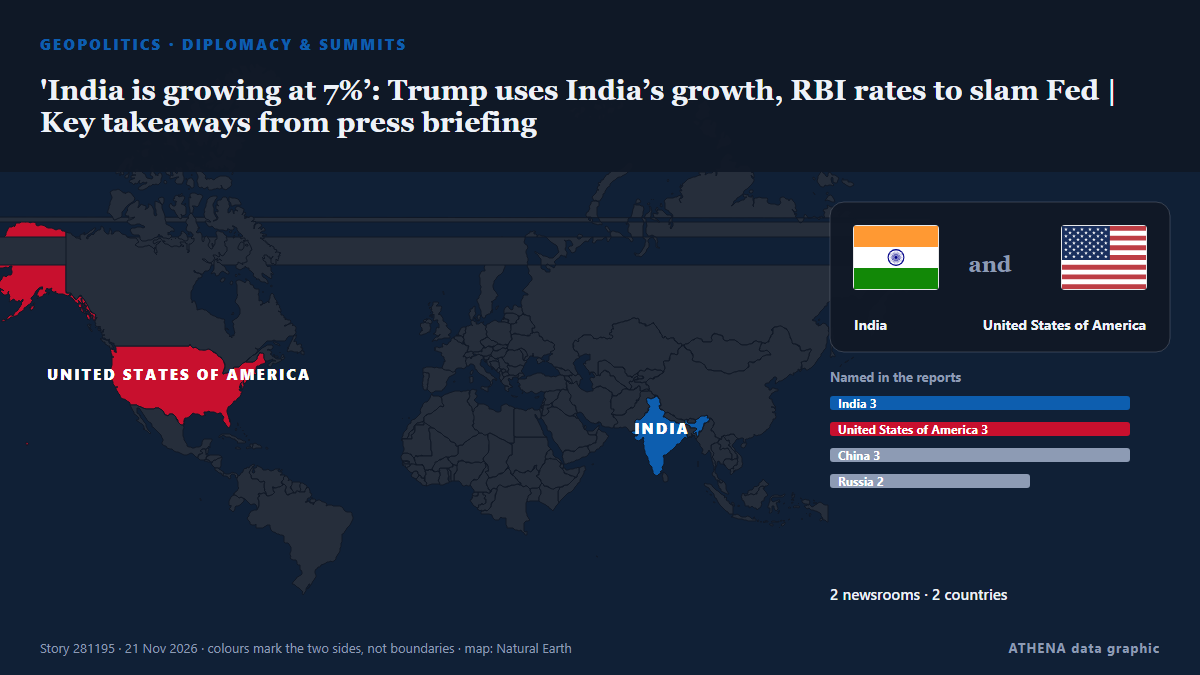 GEOPOLITICS · DIPLOMACY & SUMMITS
'India is growing at 7%’: Trump uses India’s growth, RBI rates to slam Fed |
Key takeaways from press briefing
and
India
United States of America
UNITED STATES OF AMERICA
INDIA
Named in the reports
India 3
United States of America 3
China 3
Russia 2
2 newsrooms · 2 countries
Story 281195 · 21 Nov 2026 · colours mark the two sides, not boundaries · map: Natural Earth
ATHENA data graphic